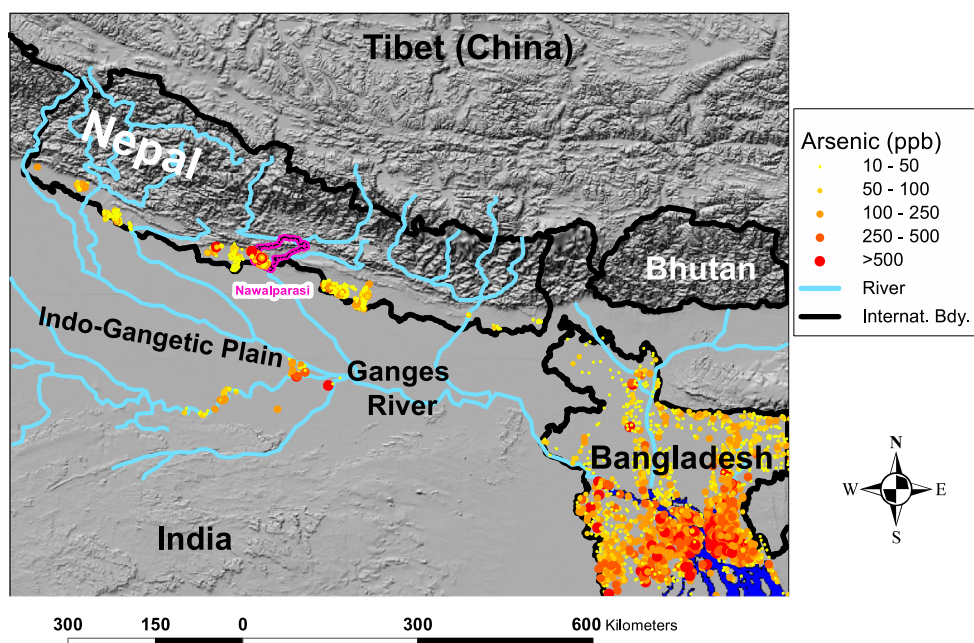 Tibet (China)
Nepal
Bhutan
Nawalparasi
Indo-Gangetic Plain
Ganges
River
Bangladesh
India
Arsenic (ppb)
10 - 50
50 - 100
100 - 250
250 - 500
>500
River
Internat. Bdy.
N
W E
S
300 150 0 300 600 Kilometers